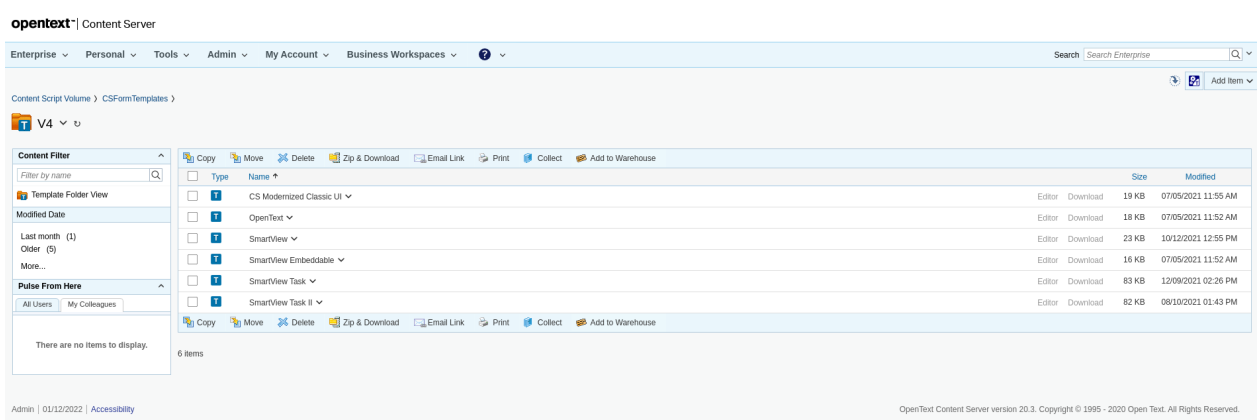 opentext™ | Content Server
Enterprise Personal Tools Admin My Account Business Workspaces ? Search Search Enterprise
Add Item
Content Script Volume › CSFormTemplates ›
V4
Content Filter
Filter by name
Template Folder View
Modified Date
Last month (1)
Older (5)
More...
Pulse From Here
All Users My Colleagues
There are no items to display.
Copy Move Delete Zip & Download Email Link Print Collect Add to Warehouse
Type Name Size Modified
T CS Modernized Classic UI Editor Download 19 KB 07/05/2021 11:55 AM
T OpenText Editor Download 18 KB 07/05/2021 11:52 AM
T SmartView Editor Download 23 KB 10/12/2021 12:55 PM
T SmartView Embeddable Editor Download 16 KB 07/05/2021 11:52 AM
T SmartView Task Editor Download 83 KB 12/09/2021 02:26 PM
T SmartView Task II Editor Download 82 KB 08/10/2021 01:43 PM
Copy Move Delete Zip & Download Email Link Print Collect Add to Warehouse
6 items
Admin | 01/12/2022 | Accessibility
OpenText Content Server version 20.3. Copyright © 1995 - 2020 Open Text. All Rights Reserved.